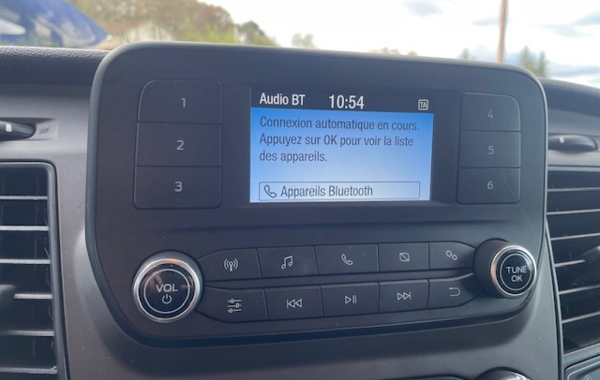 Audio BT 10:54 TA
Connexion automatique en cours.
Appuyez sur OK pour voir la liste
des appareils.
Appareils Bluetooth
1
2
3
4
5
6
VOL
TUNE
OK